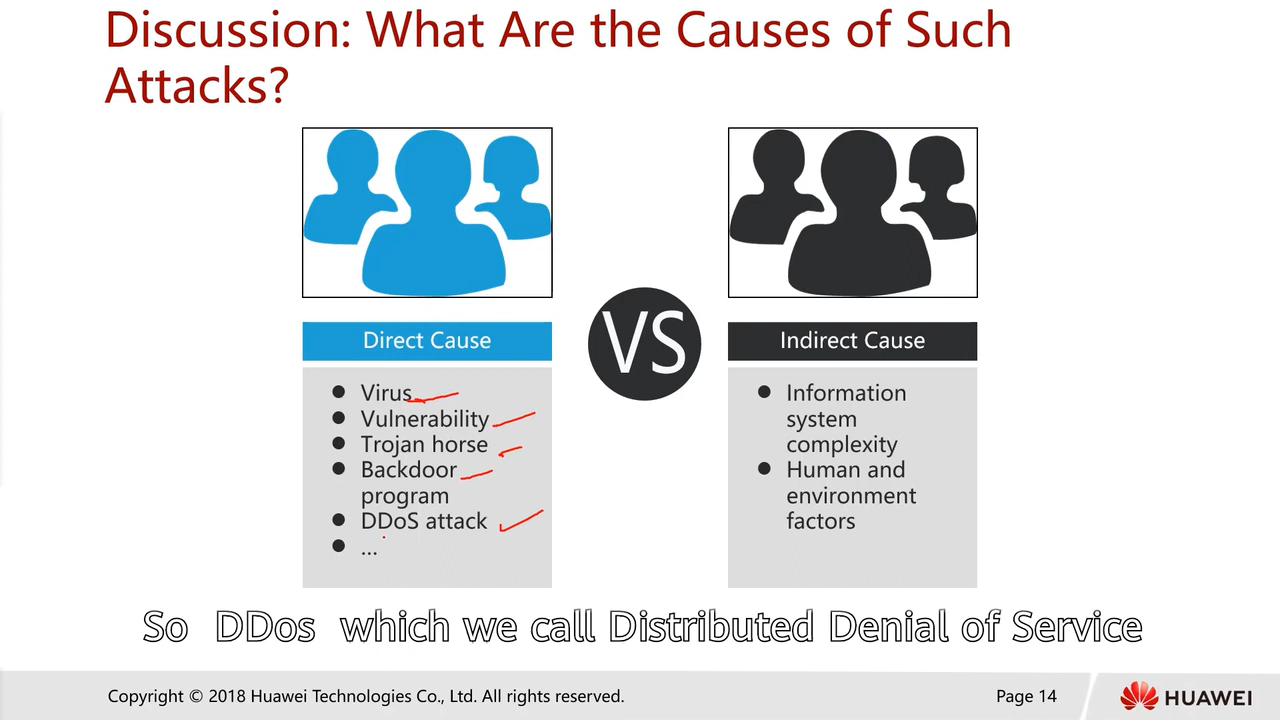 Discussion: What Are the Causes of Such
Attacks?
VS
Direct Cause
● Virus
● Vulnerability
● Trojan horse
● Backdoor
program
● DDoS attack
● ...
Indirect Cause
● Information
system
complexity
● Human and
environment
factors
So DDos which we call Distributed Denial of Service
Copyright © 2018 Huawei Technologies Co., Ltd. All rights reserved.
Page 14
HUAWEI